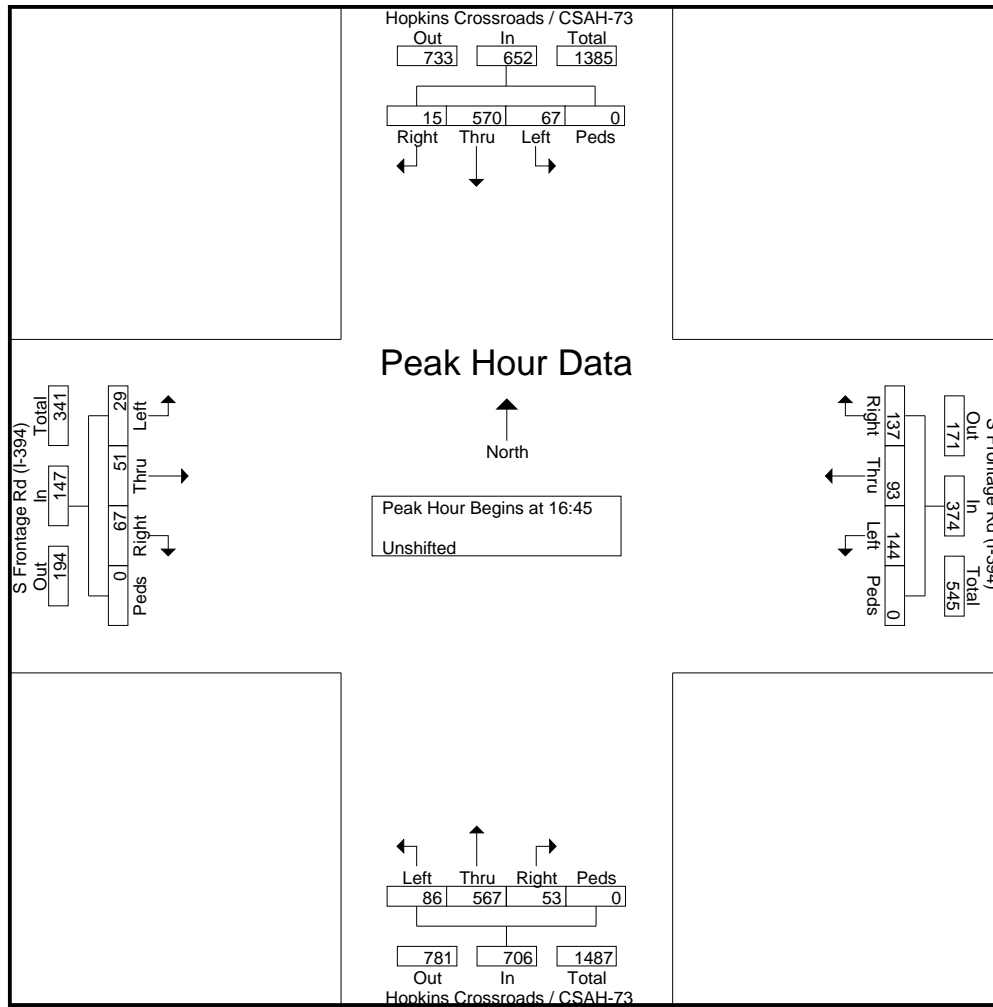 Hopkins Crossroads / CSAH-73
Out In Total
733 652 1385
15 570 67 0
Right Thru Left Peds
Peak Hour Data
North
Peak Hour Begins at 16:45
Unshifted
S Frontage Rd (I-394)
Total In Out
341 147 194
29 51 67 0
Left Thru Right Peds
Right Thru Left Peds
137 93 144 0
Out In Total
171 374 545
S Frontage Rd (I-394)
Left Thru Right Peds
86 567 53 0
781 706 1487
Out In Total
Hopkins Crossroads / CSAH-73